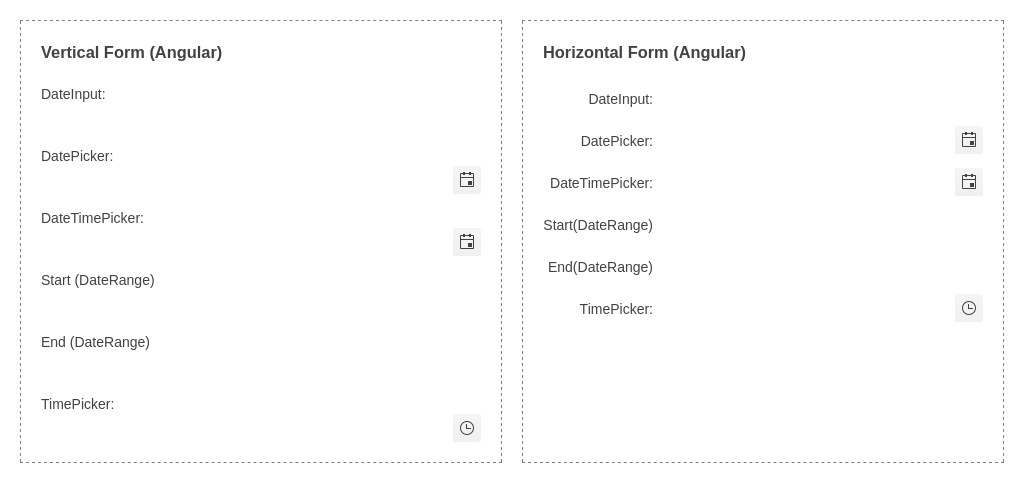 Vertical Form (Angular)
DateInput:
DatePicker:
DateTimePicker:
Start (DateRange)
End (DateRange)
TimePicker:
Horizontal Form (Angular)
DateInput:
DatePicker:
DateTimePicker:
Start(DateRange)
End(DateRange)
TimePicker: